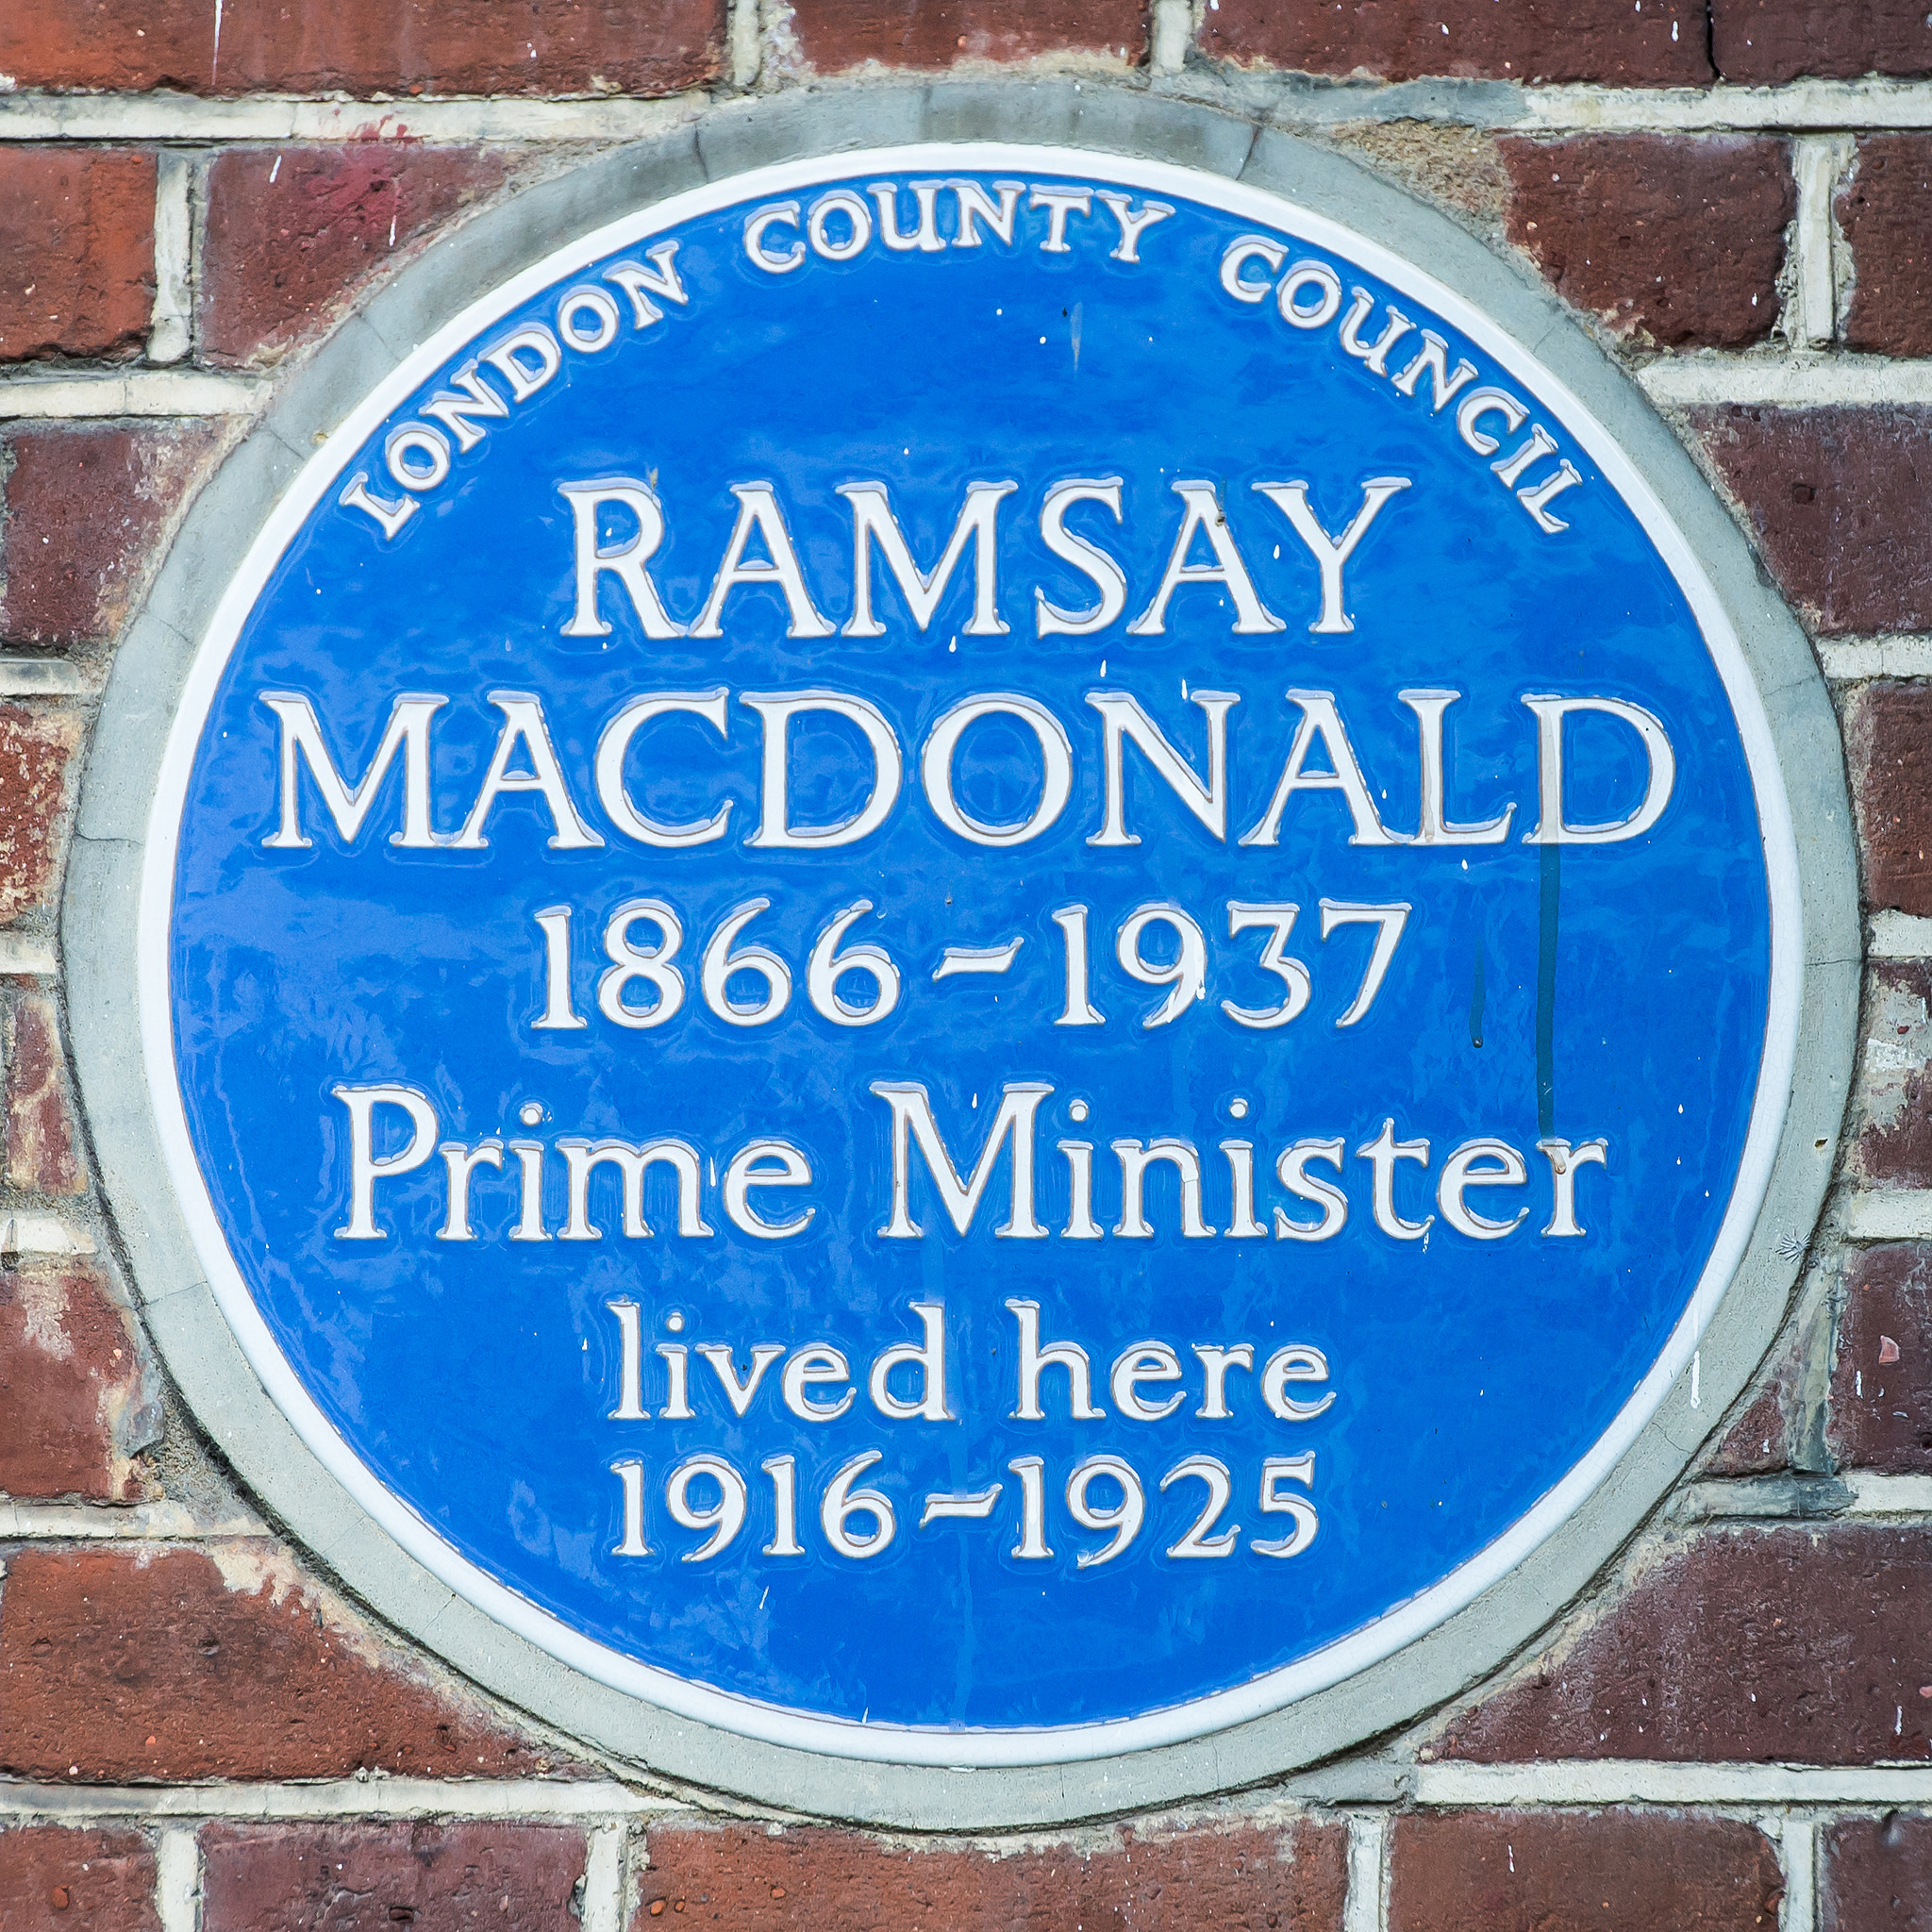 LONDON COUNTY COUNCIL
RAMSAY
MACDONALD
1866-1937
Prime Minister
lived here
1916-1925